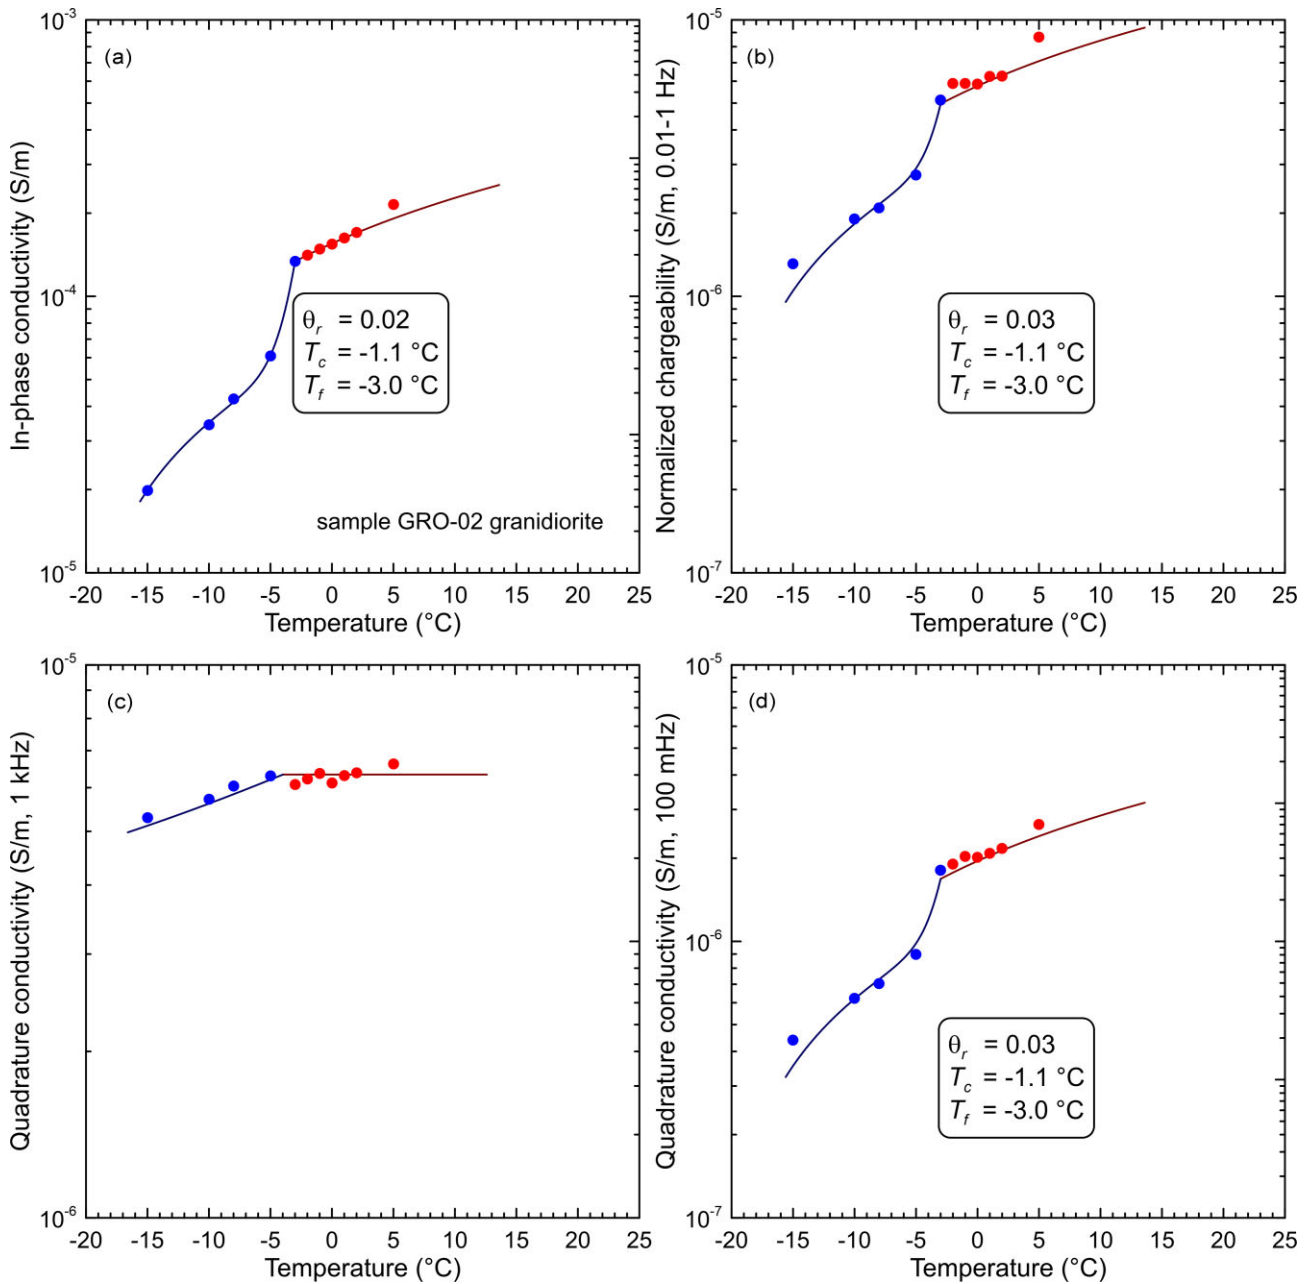 (a)
In-phase conductivity (S/m)
10⁻³
10⁻⁴
10⁻⁵
θr = 0.02
Tc = -1.1 °C
Tf = -3.0 °C
sample GRO-02 granidiorite
-20 -15 -10 -5 0 5 10 15 20 25
Temperature (°C)
(b)
Normalized chargeability (S/m, 0.01-1 Hz)
10⁻⁵
10⁻⁶
10⁻⁷
θr = 0.03
Tc = -1.1 °C
Tf = -3.0 °C
-20 -15 -10 -5 0 5 10 15 20 25
Temperature (°C)
(c)
Quadrature conductivity (S/m, 1 kHz)
10⁻⁵
10⁻⁶
-20 -15 -10 -5 0 5 10 15 20 25
Temperature (°C)
(d)
Quadrature conductivity (S/m, 100 mHz)
10⁻⁵
10⁻⁶
10⁻⁷
θr = 0.03
Tc = -1.1 °C
Tf = -3.0 °C
-20 -15 -10 -5 0 5 10 15 20 25
Temperature (°C)